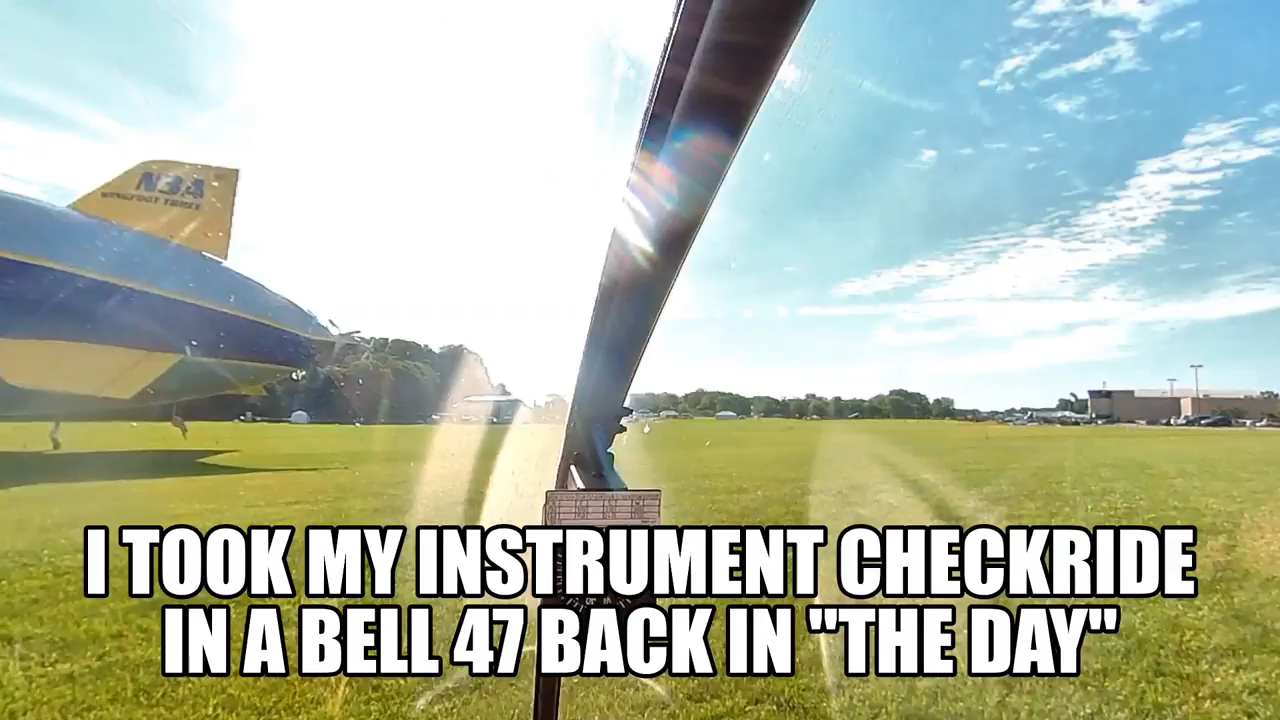 N3A
WINGFOOT THREE
I TOOK MY INSTRUMENT CHECKRIDE
IN A BELL 47 BACK IN "THE DAY"